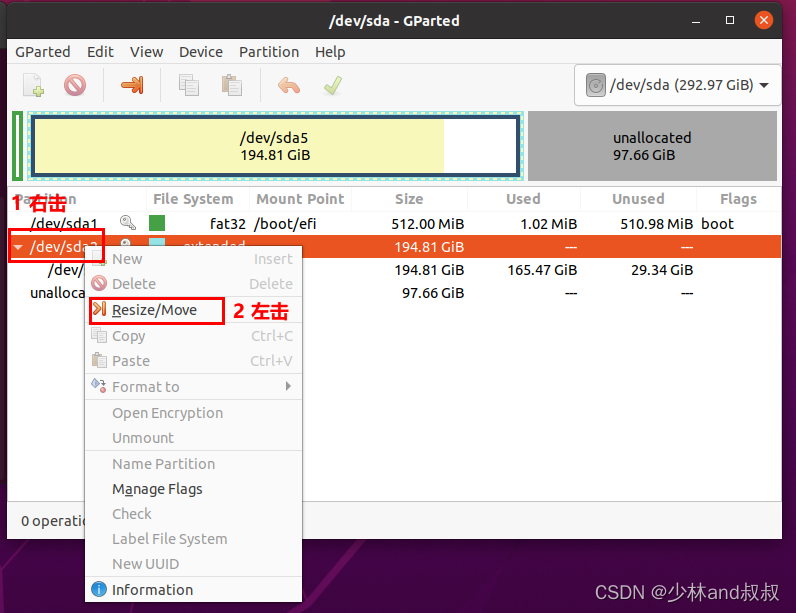 /dev/sda - GParted
GParted Edit View Device Partition Help
/dev/sda (292.97 GiB)
/dev/sda5
194.81 GiB
unallocated
97.66 GiB
Partition File System Mount Point Size Used Unused Flags
1 右击
/dev/sda1 fat32 /boot/efi 512.00 MiB 1.02 MiB 510.98 MiB boot
/dev/sda2 extended 194.81 GiB --- ---
/dev/ 194.81 GiB 165.47 GiB 29.34 GiB
unalloca 97.66 GiB --- ---
New Insert
Delete Delete
Resize/Move
2 左击
Copy Ctrl+C
Paste Ctrl+V
Format to
Open Encryption
Unmount
Name Partition
Manage Flags
Check
Label File System
New UUID
Information
0 operati
CSDN @少林and叔叔